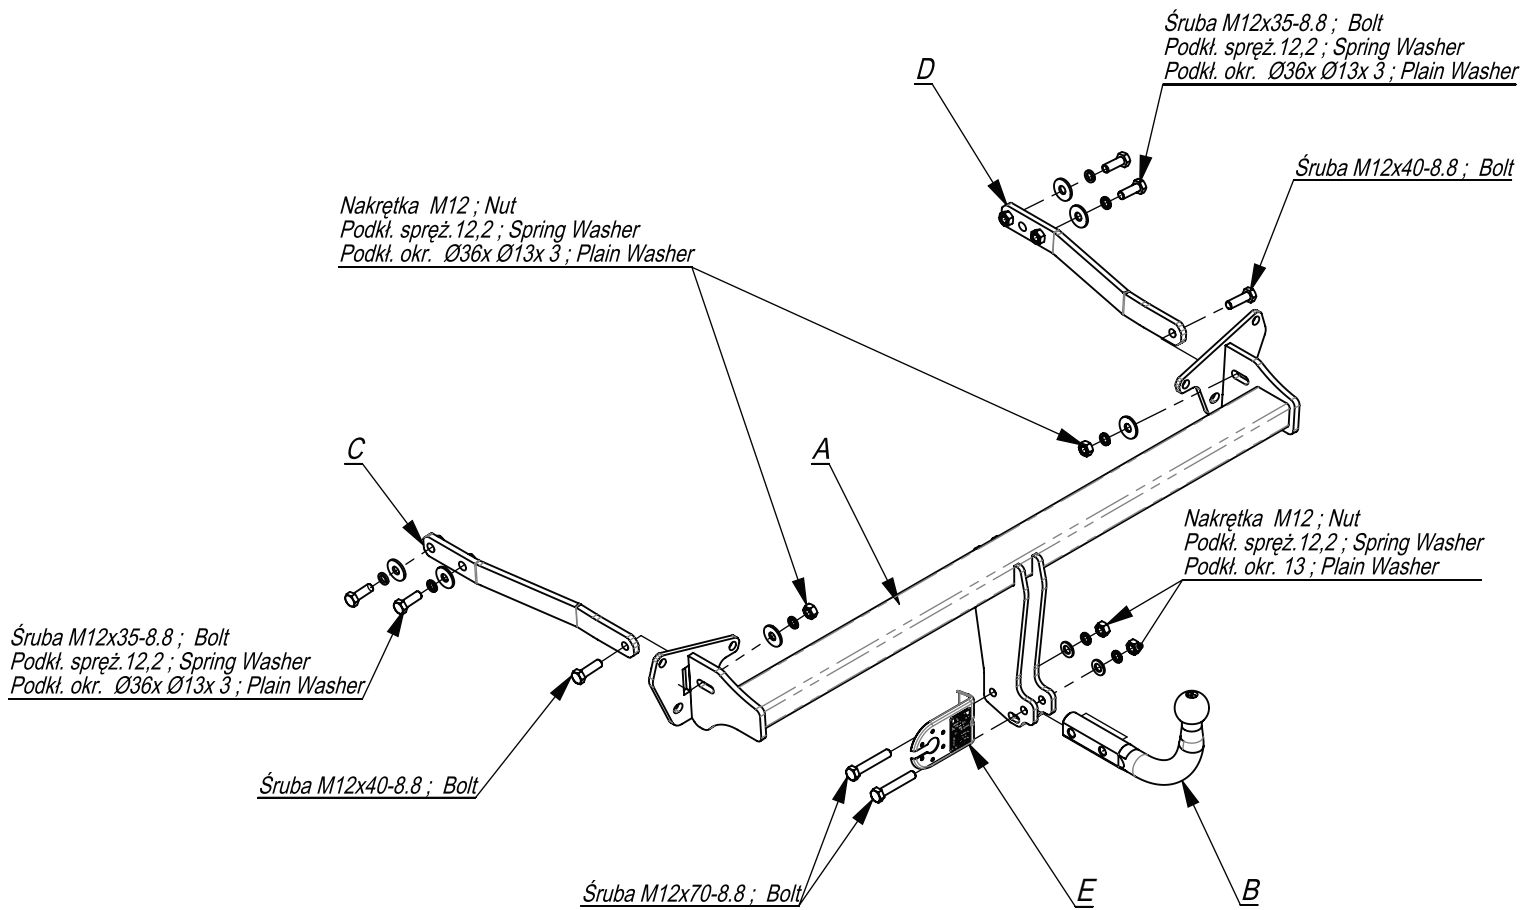 Śruba M12x35-8.8 ; Bolt
Podkł. spręż.12,2 ; Spring Washer
Podkł. okr. Ø36x Ø13x 3 ; Plain Washer
D
Śruba M12x40-8.8 ; Bolt
Nakrętka M12 ; Nut
Podkł. spręż.12,2 ; Spring Washer
Podkł. okr. Ø36x Ø13x 3 ; Plain Washer
C
A
Nakrętka M12 ; Nut
Podkł. spręż.12,2 ; Spring Washer
Podkł. okr. 13 ; Plain Washer
Śruba M12x35-8.8 ; Bolt
Podkł. spręż.12,2 ; Spring Washer
Podkł. okr. Ø36x Ø13x 3 ; Plain Washer
Śruba M12x40-8.8 ; Bolt
Śruba M12x70-8.8 ; Bolt
E
B